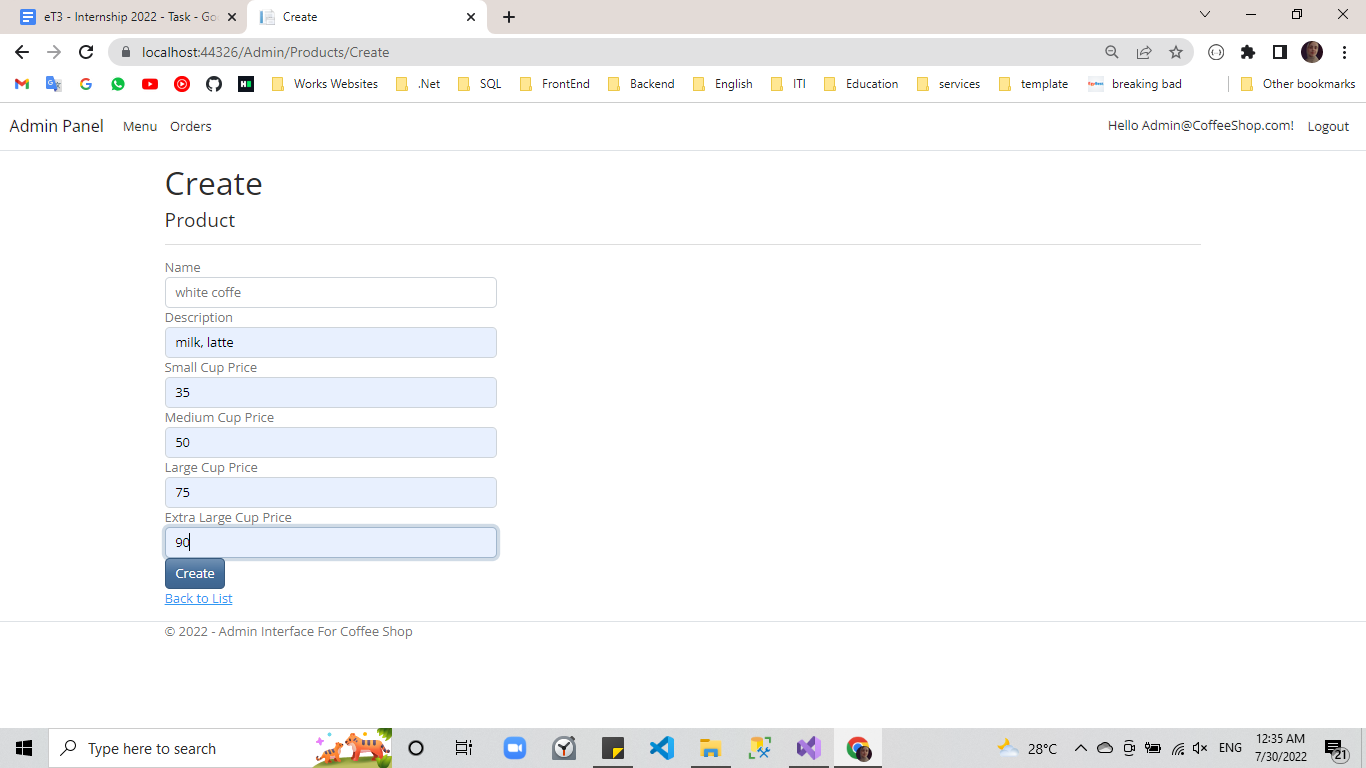 eT3 - Internship 2022 - Task - Go
Create
localhost:44326/Admin/Products/Create
Works Websites
.Net
SQL
FrontEnd
Backend
English
ITI
Education
services
template
breaking bad
Other bookmarks
Admin Panel
Menu
Orders
Hello Admin@CoffeeShop.com!
Logout
Create
Product
Name
white coffe
Description
milk, latte
Small Cup Price
35
Medium Cup Price
50
Large Cup Price
75
Extra Large Cup Price
90
Create
Back to List
© 2022 - Admin Interface For Coffee Shop
Type here to search
28°C
ENG
12:35 AM
7/30/2022
21